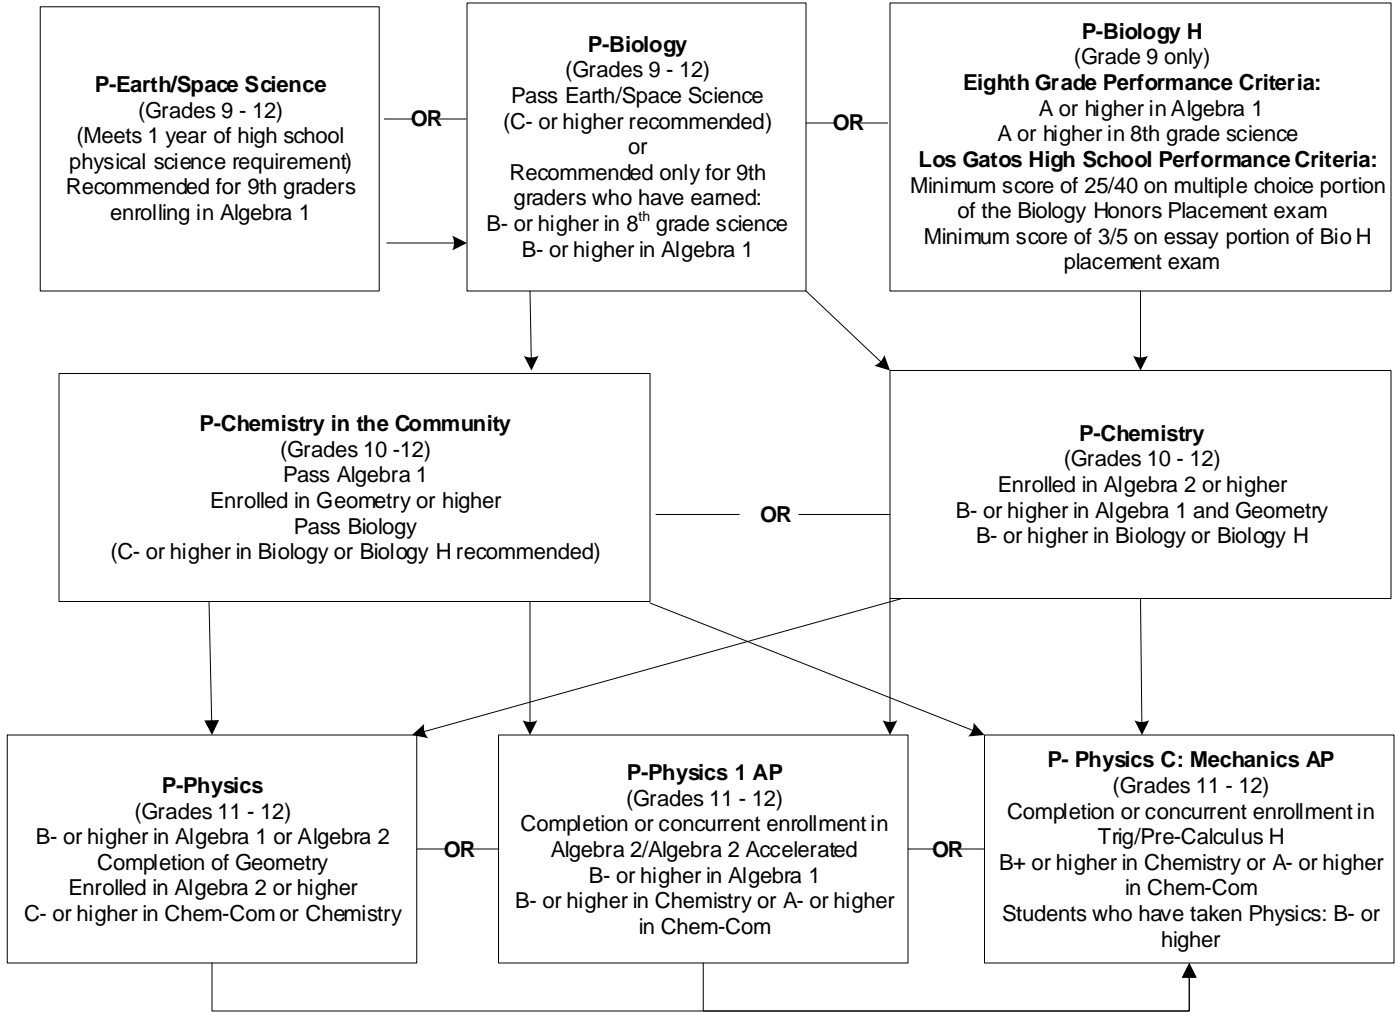 P-Earth/Space Science
(Grades 9 - 12)
(Meets 1 year of high school
physical science requirement)
Recommended for 9th graders
enrolling in Algebra 1
OR
P-Biology
(Grades 9 - 12)
Pass Earth/Space Science
(C- or higher recommended)
or
Recommended only for 9th
graders who have earned:
B- or higher in 8th grade science
B- or higher in Algebra 1
OR
P-Biology H
(Grade 9 only)
Eighth Grade Performance Criteria:
A or higher in Algebra 1
A or higher in 8th grade science
Los Gatos High School Performance Criteria:
Minimum score of 25/40 on multiple choice portion
of the Biology Honors Placement exam
Minimum score of 3/5 on essay portion of Bio H
placement exam
P-Chemistry in the Community
(Grades 10 -12)
Pass Algebra 1
Enrolled in Geometry or higher
Pass Biology
(C- or higher in Biology or Biology H recommended)
OR
P-Chemistry
(Grades 10 - 12)
Enrolled in Algebra 2 or higher
B- or higher in Algebra 1 and Geometry
B- or higher in Biology or Biology H
P-Physics
(Grades 11 - 12)
B- or higher in Algebra 1 or Algebra 2
Completion of Geometry
Enrolled in Algebra 2 or higher
C- or higher in Chem-Com or Chemistry
OR
P-Physics 1 AP
(Grades 11 - 12)
Completion or concurrent enrollment in
Algebra 2/Algebra 2 Accelerated
B- or higher in Algebra 1
B- or higher in Chemistry or A- or higher
in Chem-Com
OR
P- Physics C: Mechanics AP
(Grades 11 - 12)
Completion or concurrent enrollment in
Trig/Pre-Calculus H
B+ or higher in Chemistry or A- or higher
in Chem-Com
Students who have taken Physics: B- or
higher